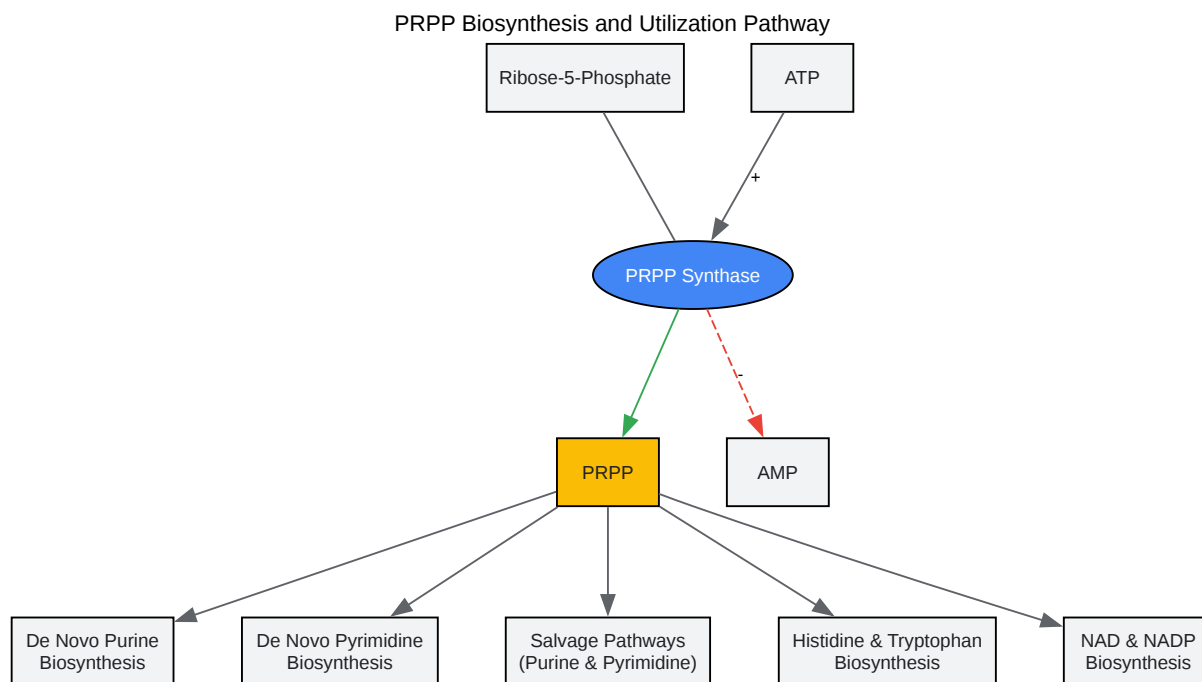 PRPP Biosynthesis and Utilization Pathway
Ribose-5-Phosphate
ATP
+
PRPP Synthase
-
PRPP
AMP
De Novo Purine
Biosynthesis
De Novo Pyrimidine
Biosynthesis
Salvage Pathways
(Purine & Pyrimidine)
Histidine & Tryptophan
Biosynthesis
NAD & NADP
Biosynthesis